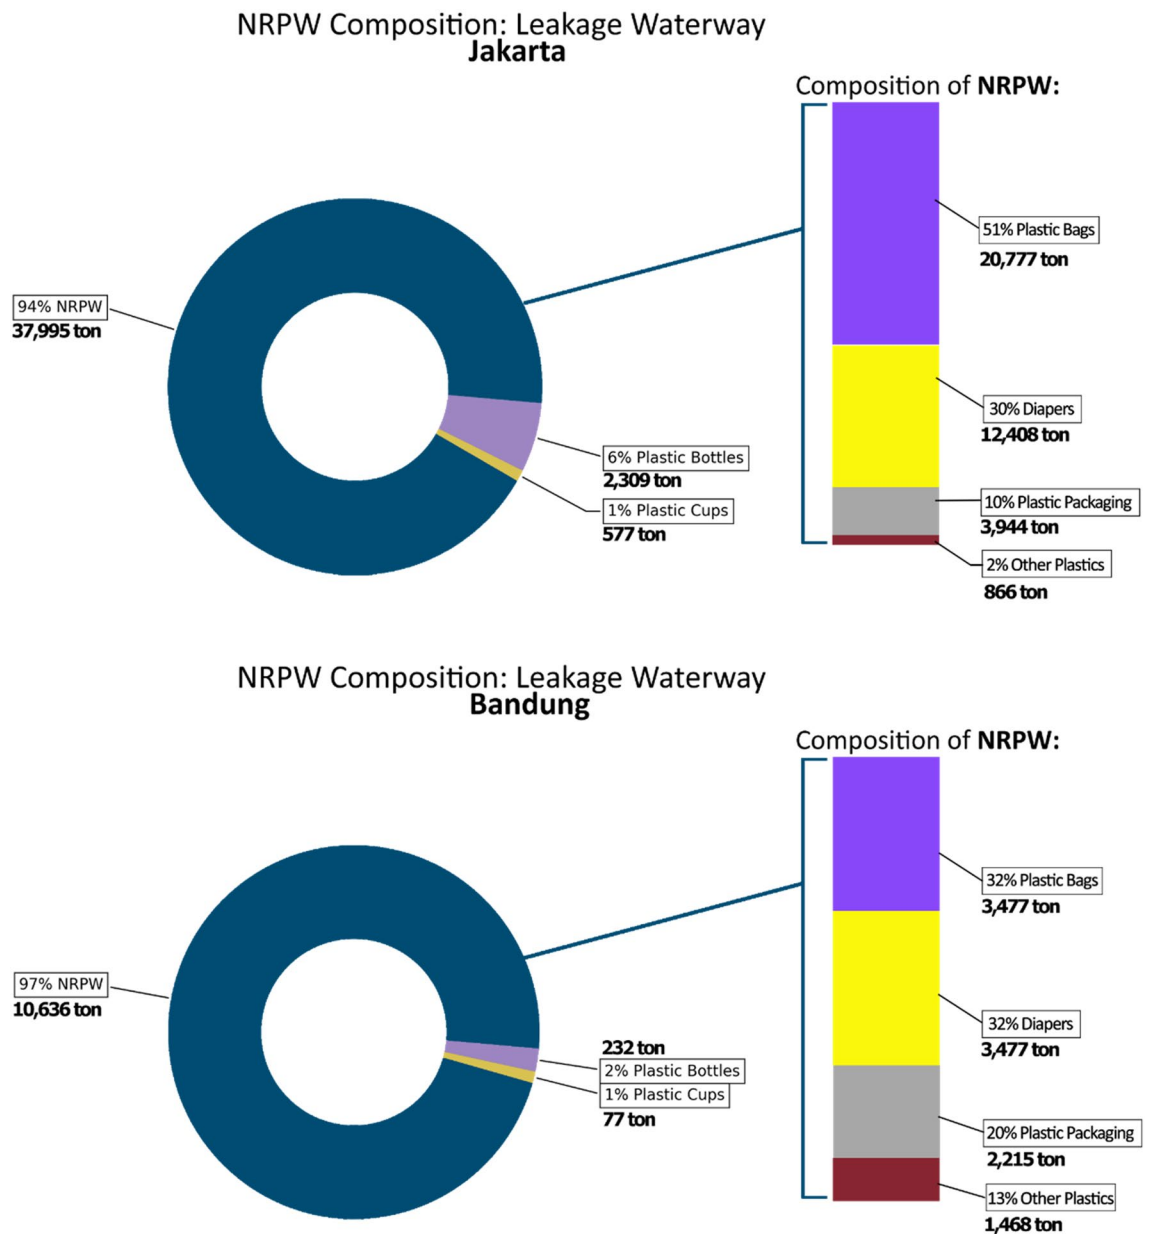 NRPW Composition: Leakage Waterway
Jakarta
Composition of NRPW:
94% NRPW
37,995 ton
6% Plastic Bottles
2,309 ton
1% Plastic Cups
577 ton
51% Plastic Bags
20,777 ton
30% Diapers
12,408 ton
10% Plastic Packaging
3,944 ton
2% Other Plastics
866 ton
NRPW Composition: Leakage Waterway
Bandung
Composition of NRPW:
97% NRPW
10,636 ton
232 ton
2% Plastic Bottles
1% Plastic Cups
77 ton
32% Plastic Bags
3,477 ton
32% Diapers
3,477 ton
20% Plastic Packaging
2,215 ton
13% Other Plastics
1,468 ton